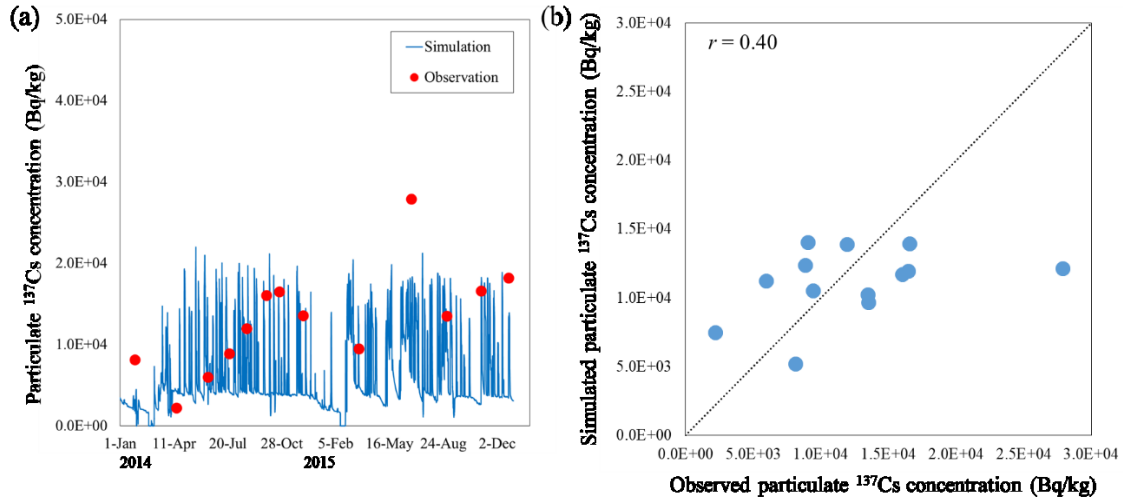 (a)
Particulate ¹³⁷Cs concentration (Bq/kg)
5.0E+04
4.0E+04
3.0E+04
2.0E+04
1.0E+04
0.0E+00
Simulation
Observation
1-Jan 11-Apr 20-Jul 28-Oct 5-Feb 16-May 24-Aug 2-Dec
2014 2015
(b)
Simulated particulate ¹³⁷Cs concentration (Bq/kg)
3.0E+04
2.5E+04
2.0E+04
1.5E+04
1.0E+04
5.0E+03
0.0E+00
r = 0.40
0.0E+00 5.0E+03 1.0E+04 1.5E+04 2.0E+04 2.5E+04 3.0E+04
Observed particulate ¹³⁷Cs concentration (Bq/kg)